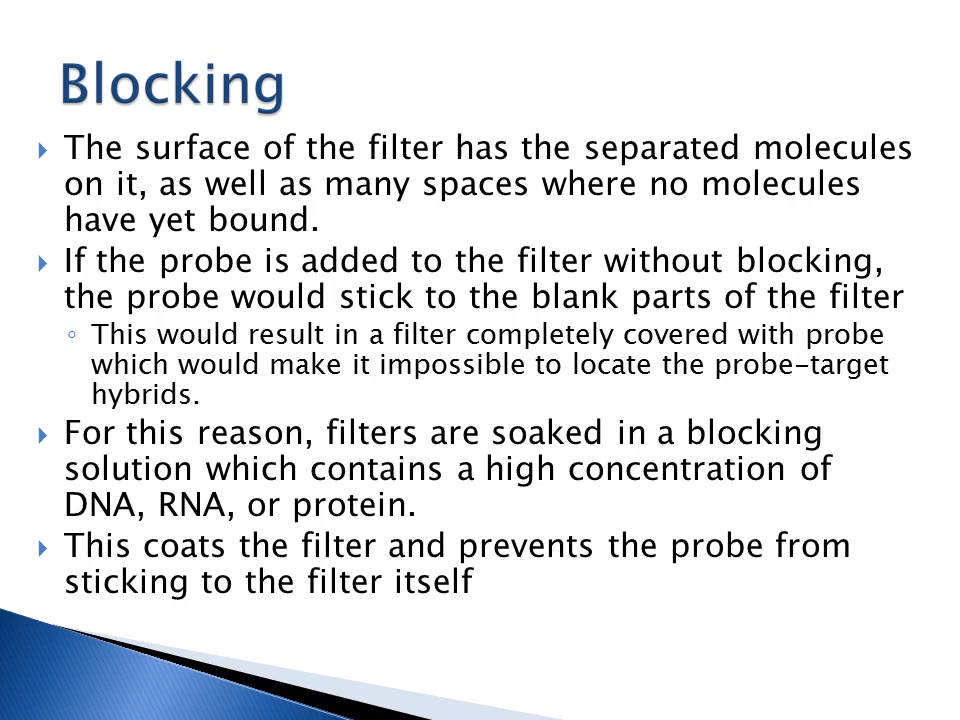 Blocking
The surface of the filter has the separated molecules
on it, as well as many spaces where no molecules
have yet bound.
If the probe is added to the filter without blocking,
the probe would stick to the blank parts of the filter
This would result in a filter completely covered with probe
which would make it impossible to locate the probe-target
hybrids.
For this reason, filters are soaked in a blocking
solution which contains a high concentration of
DNA, RNA, or protein.
This coats the filter and prevents the probe from
sticking to the filter itself